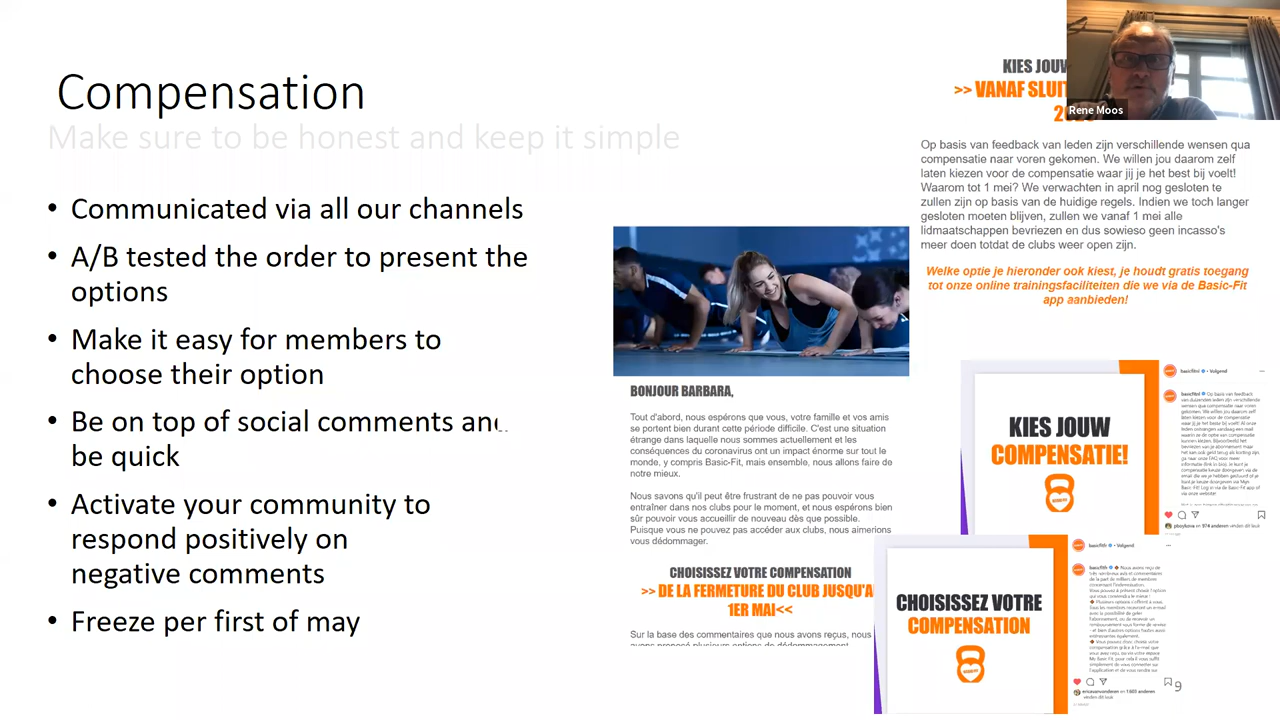 Compensation
Make sure to be honest and keep it simple
• Communicated via all our channels
• A/B tested the order to present the
options
• Make it easy for members to
choose their option
• Be on top of social comments and
be quick
• Activate your community to
respond positively on
negative comments
• Freeze per first of may
BONJOUR BARBARA,
Tout d'abord, nous espérons que vous, votre famille et vos amis
se portent bien durant cette période difficile. C'est une situation
étrange dans laquelle nous sommes actuellement et les
conséquences du coronavirus ont un impact énorme sur tout le
monde, y compris Basic-Fit, mais ensemble, nous allons faire de
notre mieux.
Nous savons qu'il peut être frustrant de ne pas pouvoir vous
entraîner dans nos clubs pour le moment, et nous espérons bien
sûr pouvoir vous accueillir de nouveau dès que possible.
Puisque vous ne pouvez pas accéder aux clubs, nous aimerions
vous dédommager.
CHOISISSEZ VOTRE COMPENSATION
>> DE LA FERMETURE DU CLUB JUSQU'A
1ER MAI<<
Sur la base des commentaires que nous avons reçus, nous
avons proposé plusieurs options de dédommagement
KIES JOUW
>> VANAF SLUIT
Rene Moos
Op basis van feedback van leden zijn verschillende wensen qua
compensatie naar voren gekomen. We willen jou daarom zelf
laten kiezen voor de compensatie waar jij je het best bij voelt!
Waarom tot 1 mei? We verwachten in april nog gesloten te
zullen zijn op basis van de huidige regels. Indien we toch langer
gesloten moeten blijven, zullen we vanaf 1 mei alle
lidmaatschappen bevriezen en dus sowieso geen incasso's
meer doen totdat de clubs weer open zijn.
Welke optie je hieronder ook kiest, je houdt gratis toegang
tot onze online trainingsfaciliteiten die we via de Basic-Fit
app aanbieden!
KIES JOUW
COMPENSATIE!
basicfitnl • Volgend
CHOISISSEZ VOTRE
COMPENSATION
basicfitfr • Volgend
9